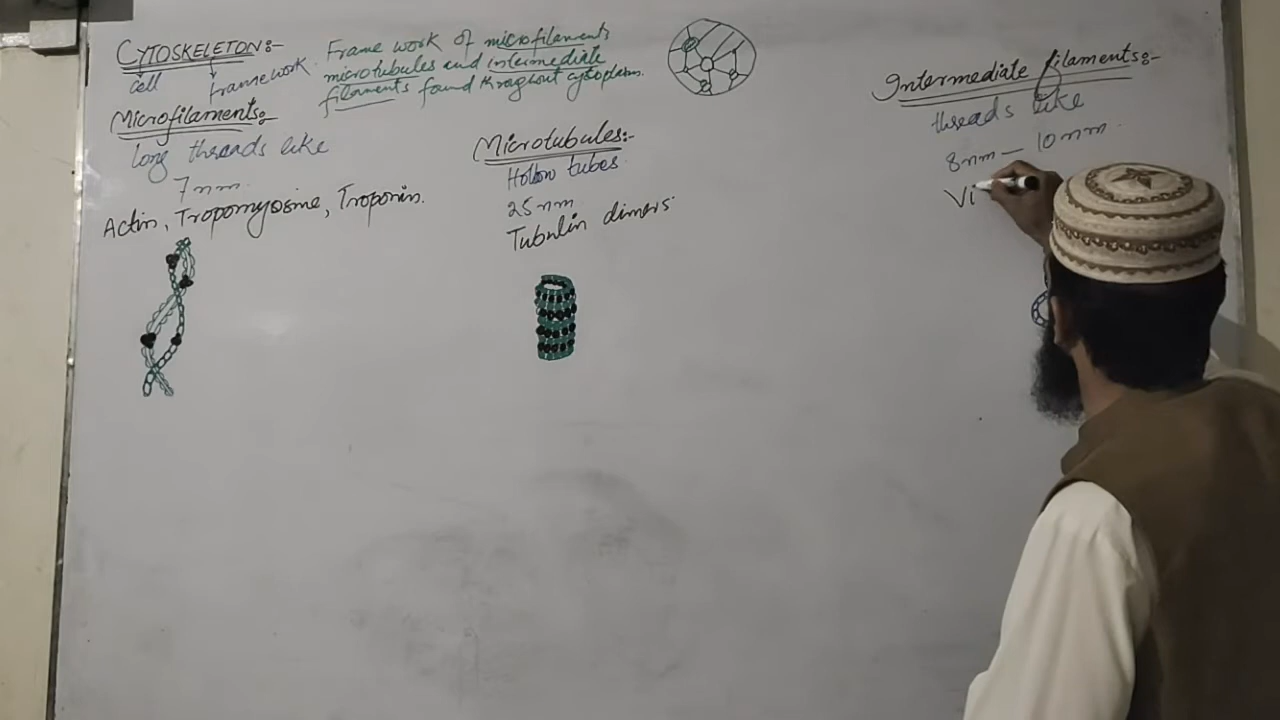 CYTOSKELETON:-
cell
framework.
Frame work of microfilaments
microtubules and intermediate
filaments found throughout cytoplasm.
Microfilaments:
long threads like
7nm
Actin, Tropomyosine, Troponin.
Microtubules:-
Hollow tubes
25nm
Tubulin dimers
Intermediate filaments:-
threads like
8nm - 10nm
Vi